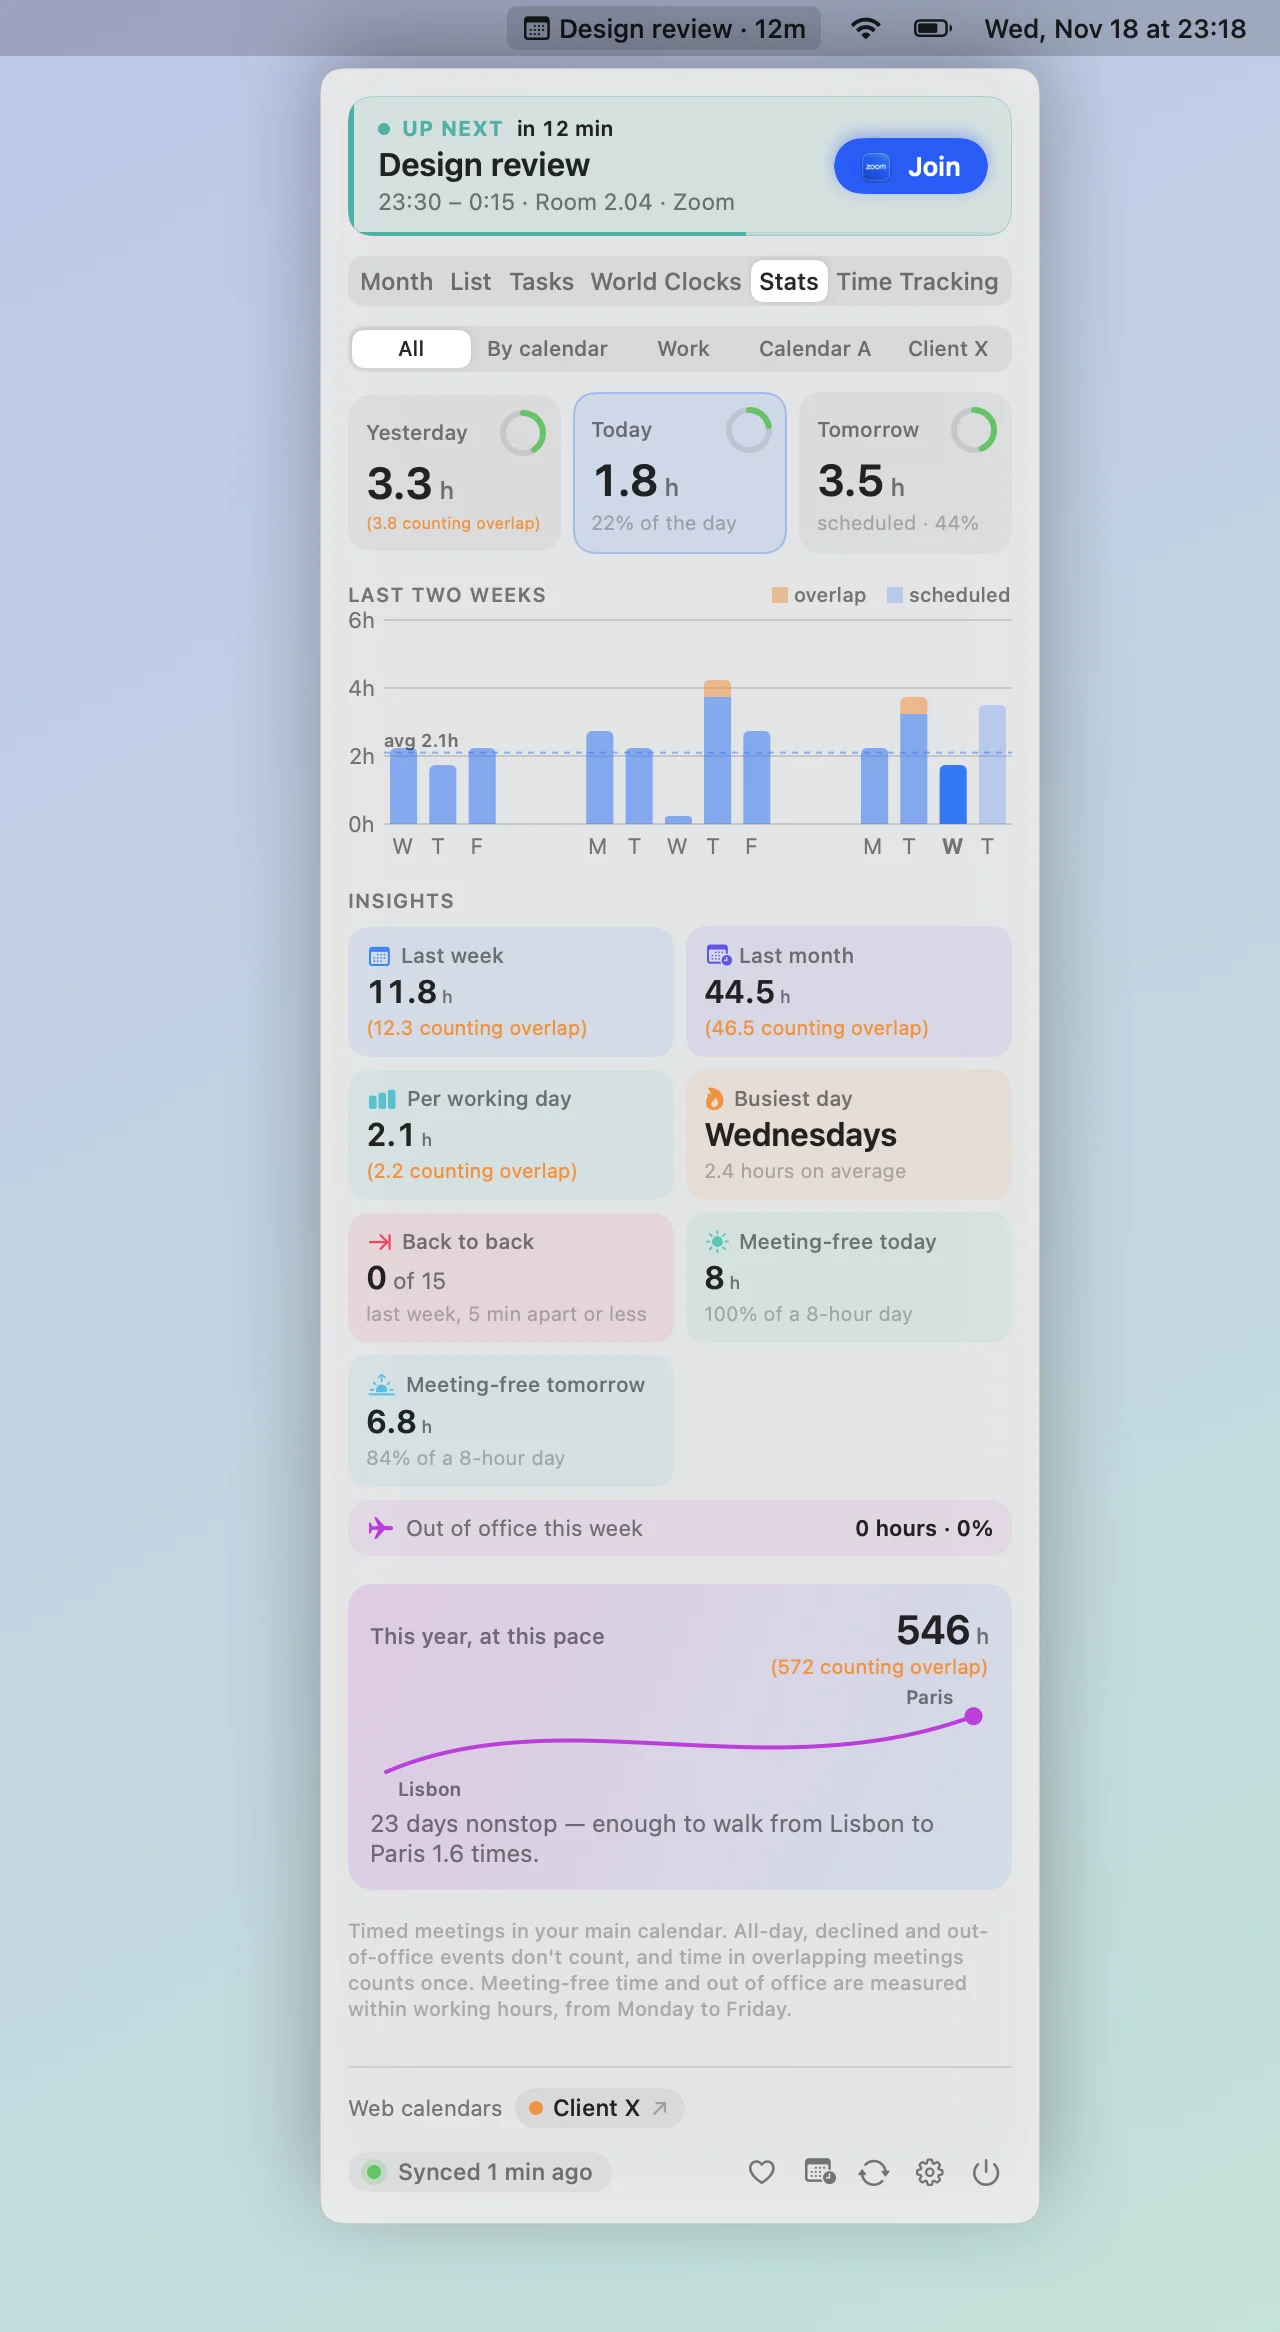 Design review · 12m
Wed, Nov 18 at 23:18
UP NEXT in 12 min
Design review
23:30 – 0:15 · Room 2.04 · Zoom
zoom Join
Month List Tasks World Clocks Stats Time Tracking
All By calendar Work Calendar A Client X
Yesterday
3.3 h
(3.8 counting overlap)
Today
1.8 h
22% of the day
Tomorrow
3.5 h
scheduled · 44%
LAST TWO WEEKS
overlap scheduled
6h
4h
avg 2.1h
2h
0h
W T F M T W T F M T W T
INSIGHTS
Last week
11.8 h
(12.3 counting overlap)
Last month
44.5 h
(46.5 counting overlap)
Per working day
2.1 h
(2.2 counting overlap)
Busiest day
Wednesdays
2.4 hours on average
Back to back
0 of 15
last week, 5 min apart or less
Meeting-free today
8 h
100% of a 8-hour day
Meeting-free tomorrow
6.8 h
84% of a 8-hour day
Out of office this week 0 hours · 0%
This year, at this pace 546 h
(572 counting overlap)
Paris
Lisbon
23 days nonstop — enough to walk from Lisbon to
Paris 1.6 times.
Timed meetings in your main calendar. All-day, declined and out-
of-office events don't count, and time in overlapping meetings
counts once. Meeting-free time and out of office are measured
within working hours, from Monday to Friday.
Web calendars Client X
Synced 1 min ago